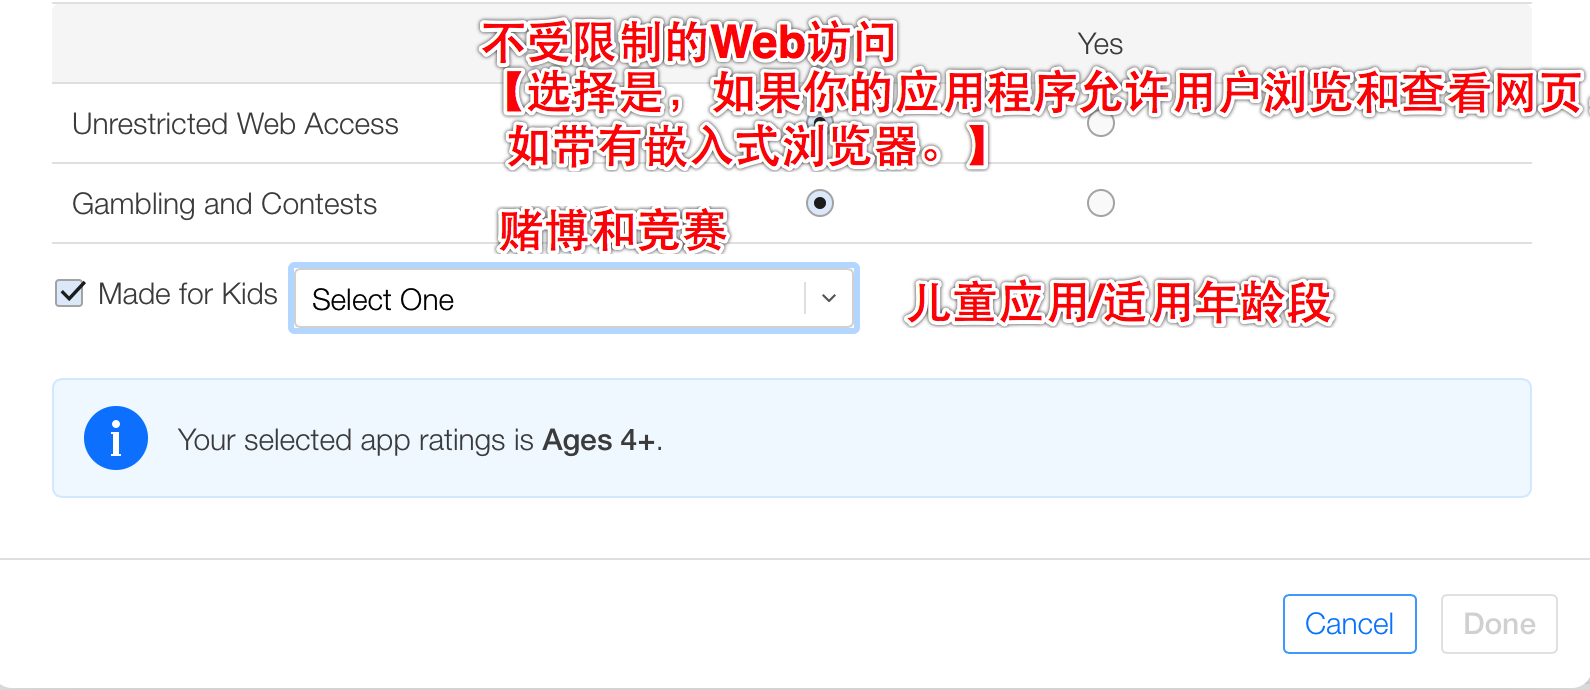 不受限制的Web访问
Yes
【选择是，如果你的应用程序允许用户浏览和查看网页，
Unrestricted Web Access
如带有嵌入式浏览器。】
Gambling and Contests
赌博和竞赛
Made for Kids
Select One
儿童应用/适用年龄段
i
Your selected app ratings is Ages 4+.
Cancel
Done